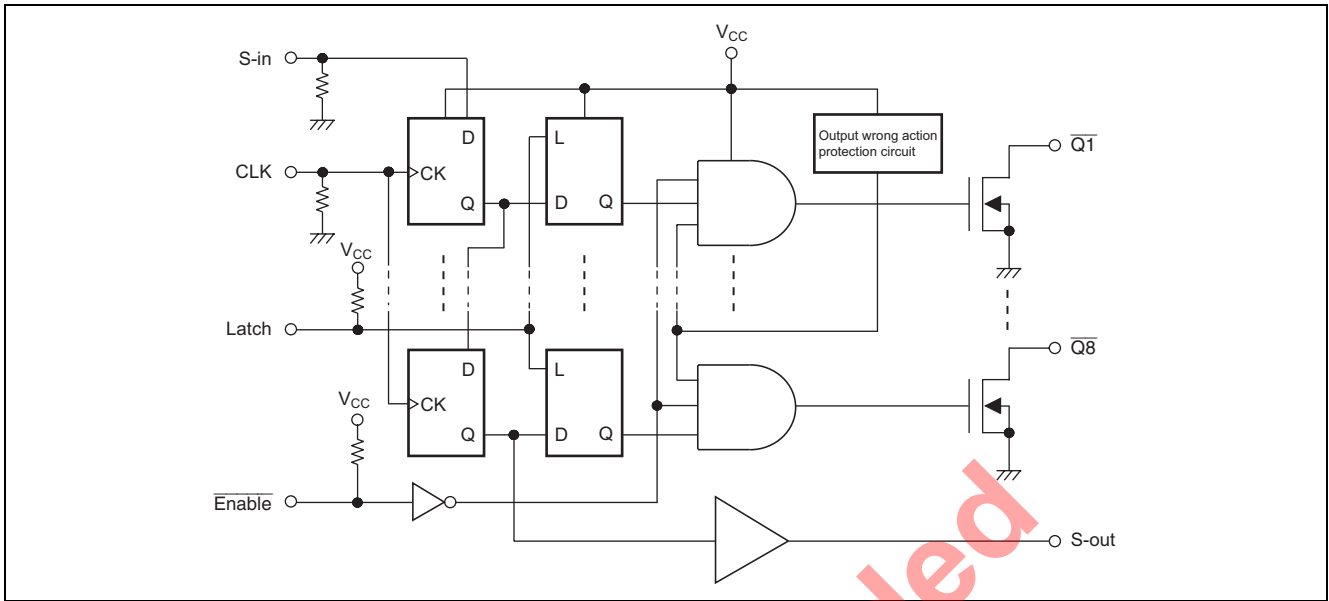 VCC
S-in
D
L
Output wrong action
protection circuit
Q1
CLK
CK
Q
D
Q
VCC
Latch
D
L
Q8
VCC
CK
Q
D
Q
Enable
S-out